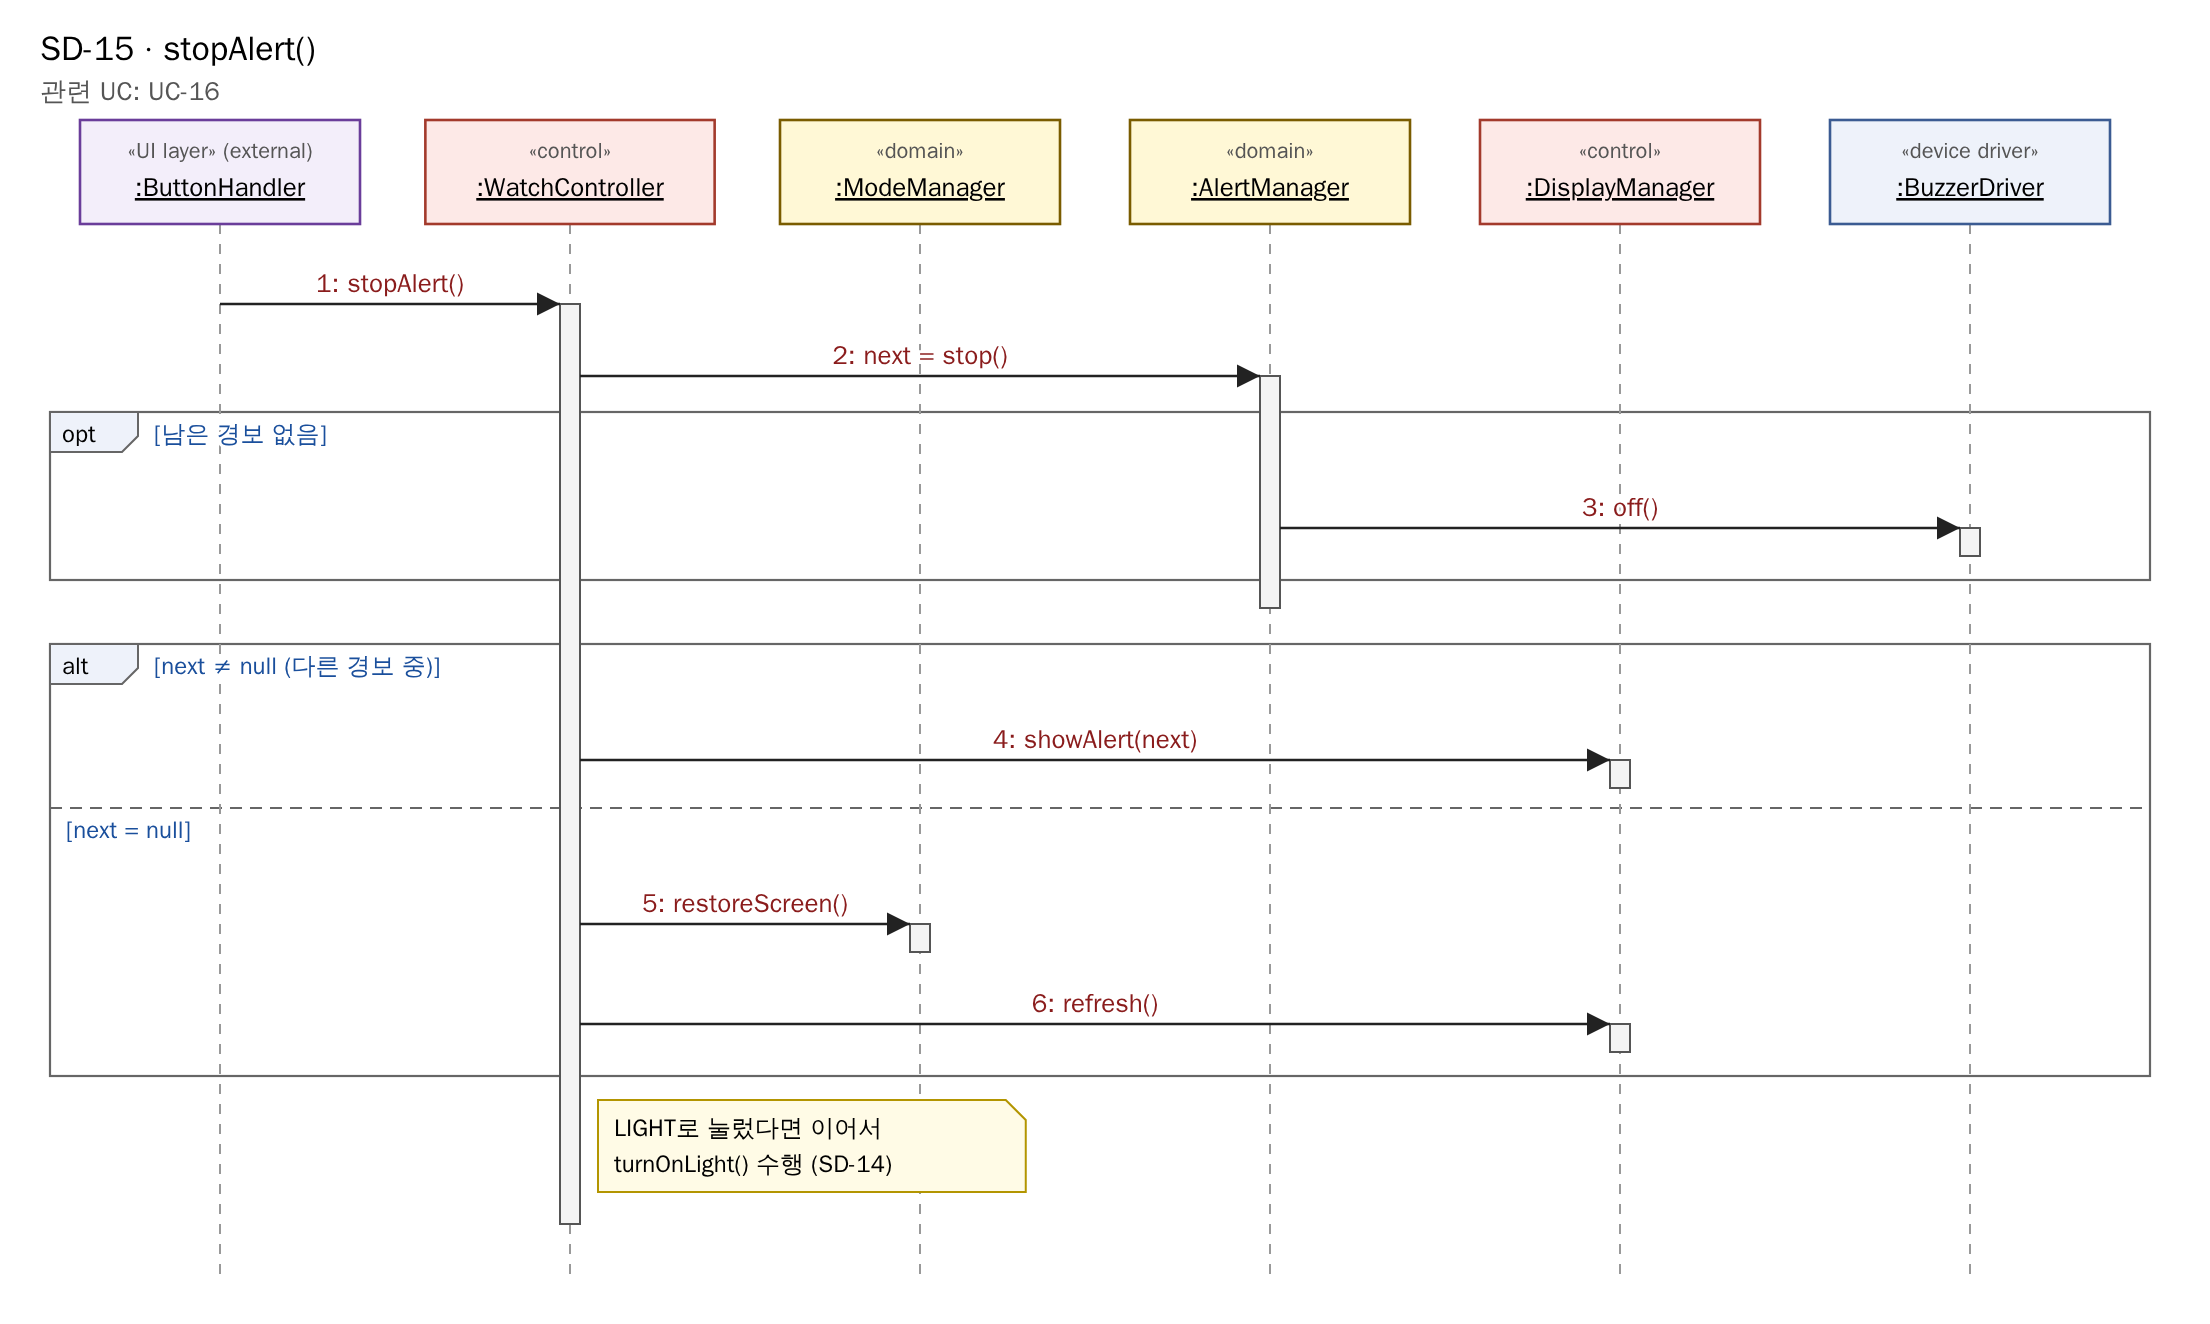 SD-15 · stopAlert()
관련 UC: UC-16
«UI layer» (external)
:ButtonHandler
«control»
:WatchController
«domain»
:ModeManager
«domain»
:AlertManager
«control»
:DisplayManager
«device driver»
:BuzzerDriver
1: stopAlert()
2: next = stop()
opt [남은 경보 없음]
3: off()
alt [next ≠ null (다른 경보 중)]
4: showAlert(next)
[next = null]
5: restoreScreen()
6: refresh()
LIGHT로 눌렀다면 이어서
turnOnLight() 수행 (SD-14)